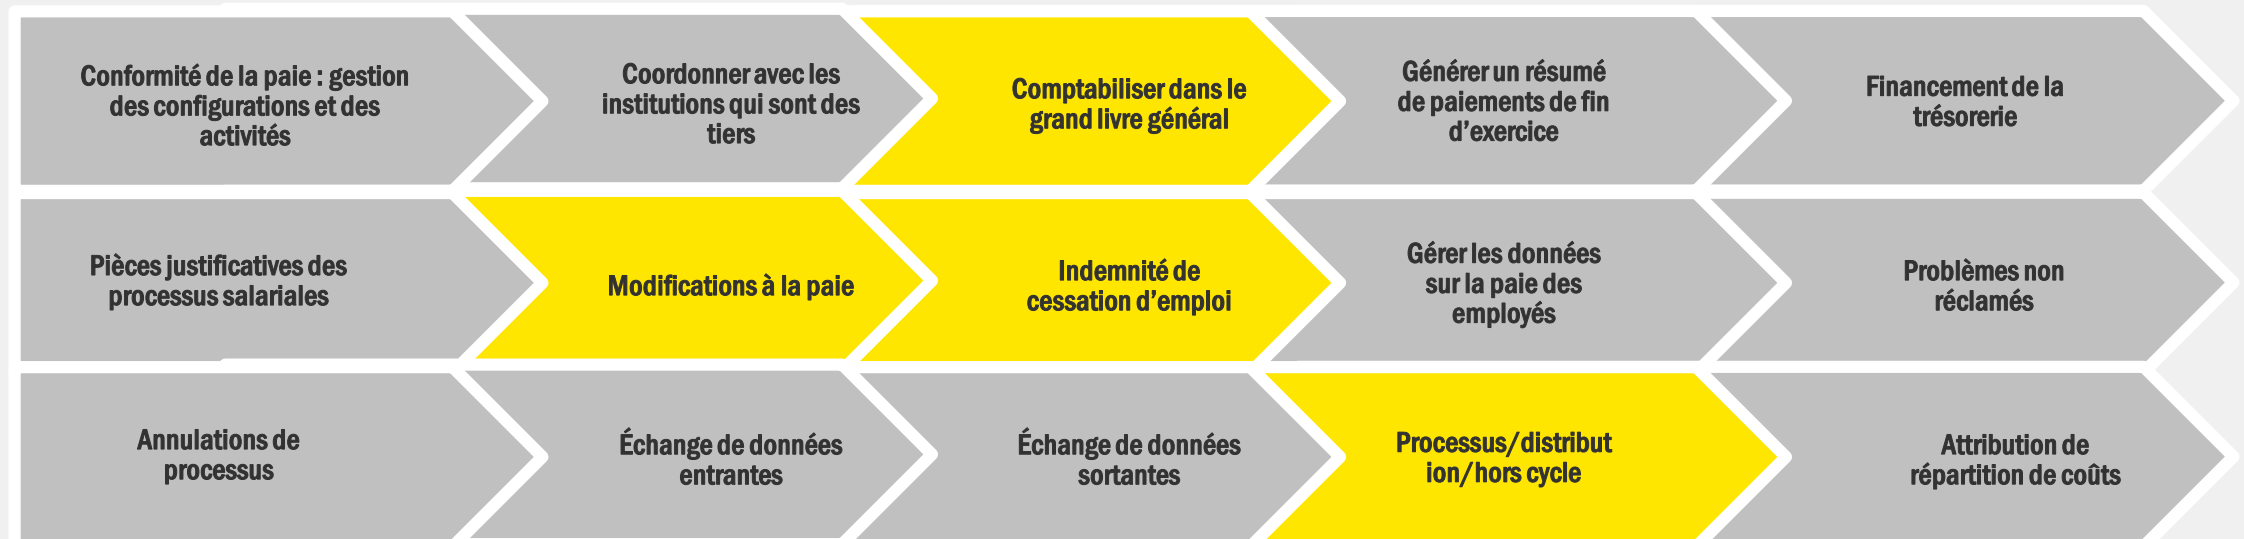 Conformité de la paie : gestion
des configurations et des
activités
Coordonner avec les
institutions qui sont des
tiers
Comptabiliser dans le
grand livre général
Générer un résumé
de paiements de fin
d’exercice
Financement de la
trésorerie
Pièces justificatives des
processus salariales
Modifications à la paie
Indemnité de
cessation d’emploi
Gérer les données
sur la paie des
employés
Problèmes non
réclamés
Annulations de
processus
Échange de données
entrantes
Échange de données
sortantes
Processus/distribut
ion/hors cycle
Attribution de
répartition de coûts